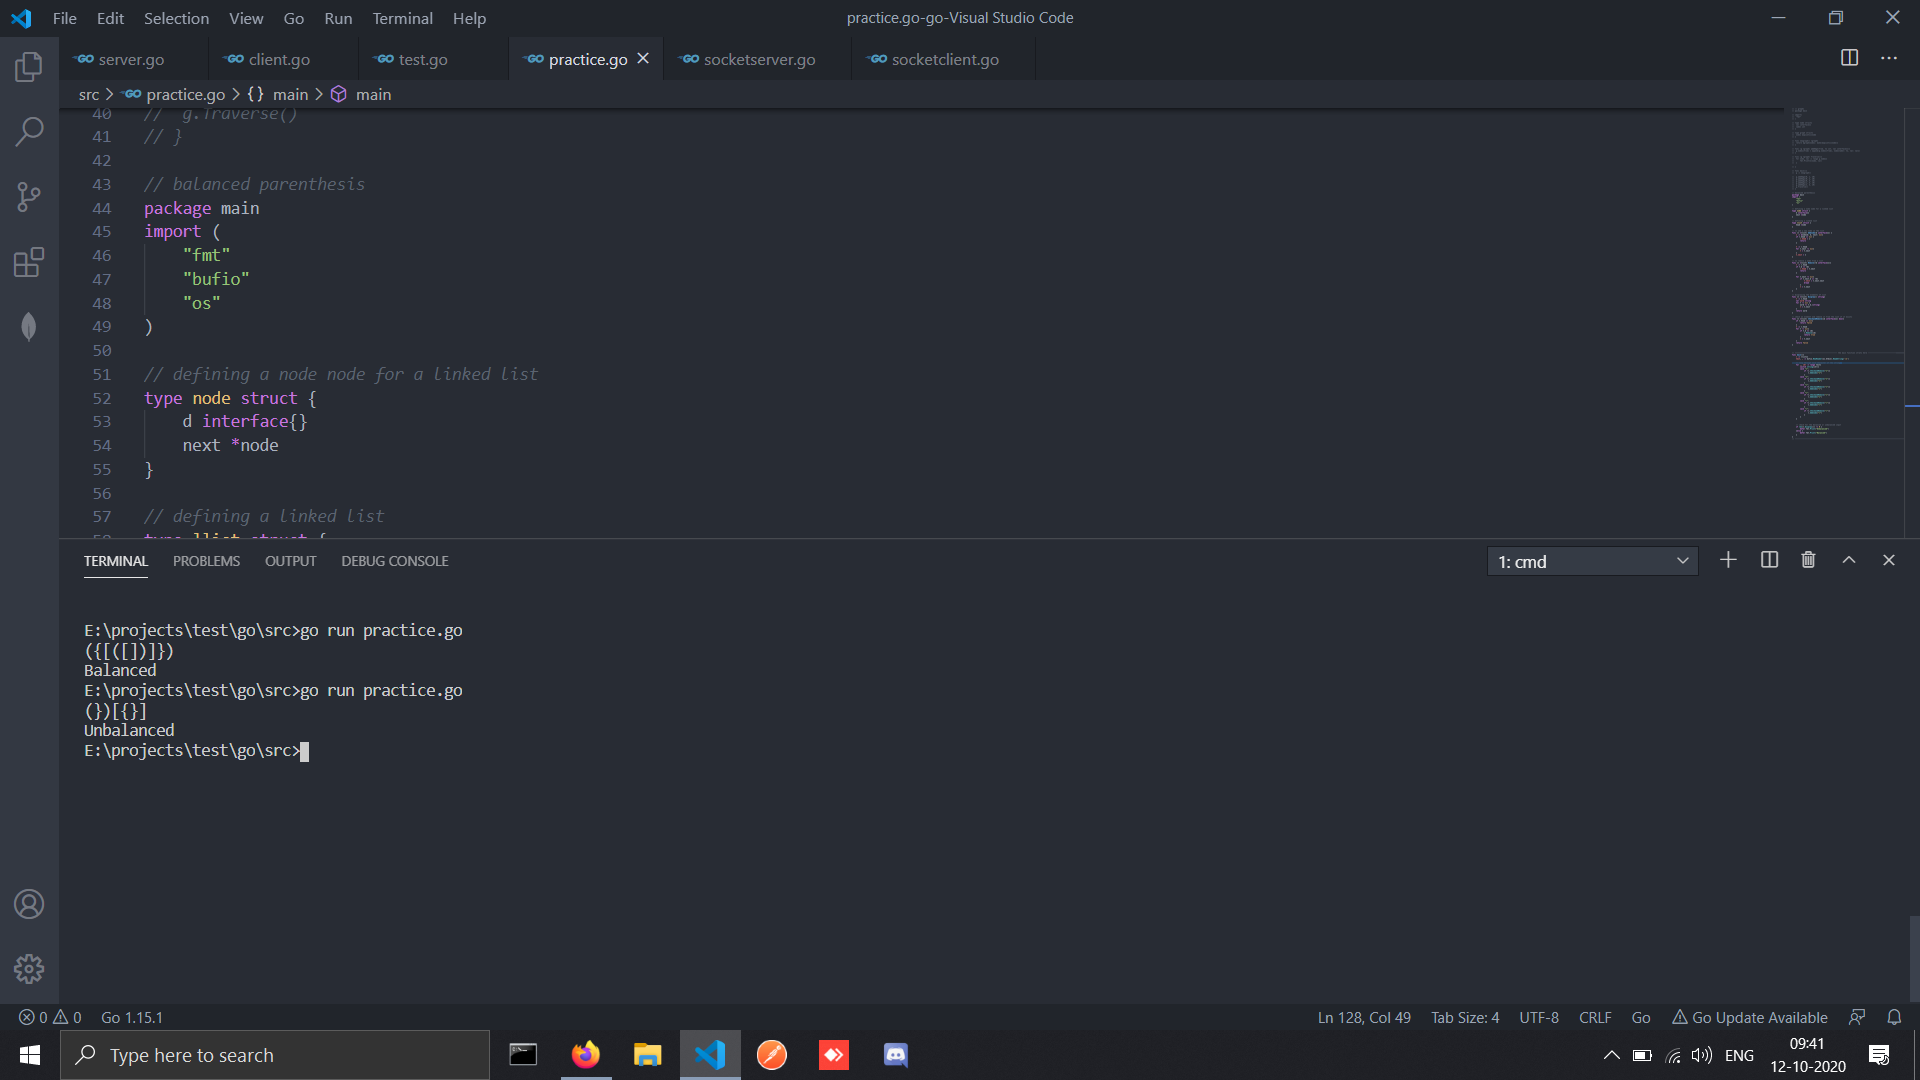 File Edit Selection View Go Run Terminal Help
practice.go-go-Visual Studio Code
server.go client.go test.go practice.go socketserver.go socketclient.go
src > practice.go > {} main > main
40 // g.Traverse()
41 // }
42
43 // balanced parenthesis
44 package main
45 import (
46 "fmt"
47 "bufio"
48 "os"
49 )
50
51 // defining a node node for a linked list
52 type node struct {
53 d interface{}
54 next *node
55 }
56
57 // defining a linked list
58 type llist struct {
TERMINAL PROBLEMS OUTPUT DEBUG CONSOLE
1: cmd
E:\projects\test\go\src>go run practice.go
({[([])]})
Balanced
E:\projects\test\go\src>go run practice.go
(})[{}]
Unbalanced
E:\projects\test\go\src>
0 0 Go 1.15.1
Ln 128, Col 49 Tab Size: 4 UTF-8 CRLF Go Go Update Available
Type here to search
ENG
09:41
12-10-2020